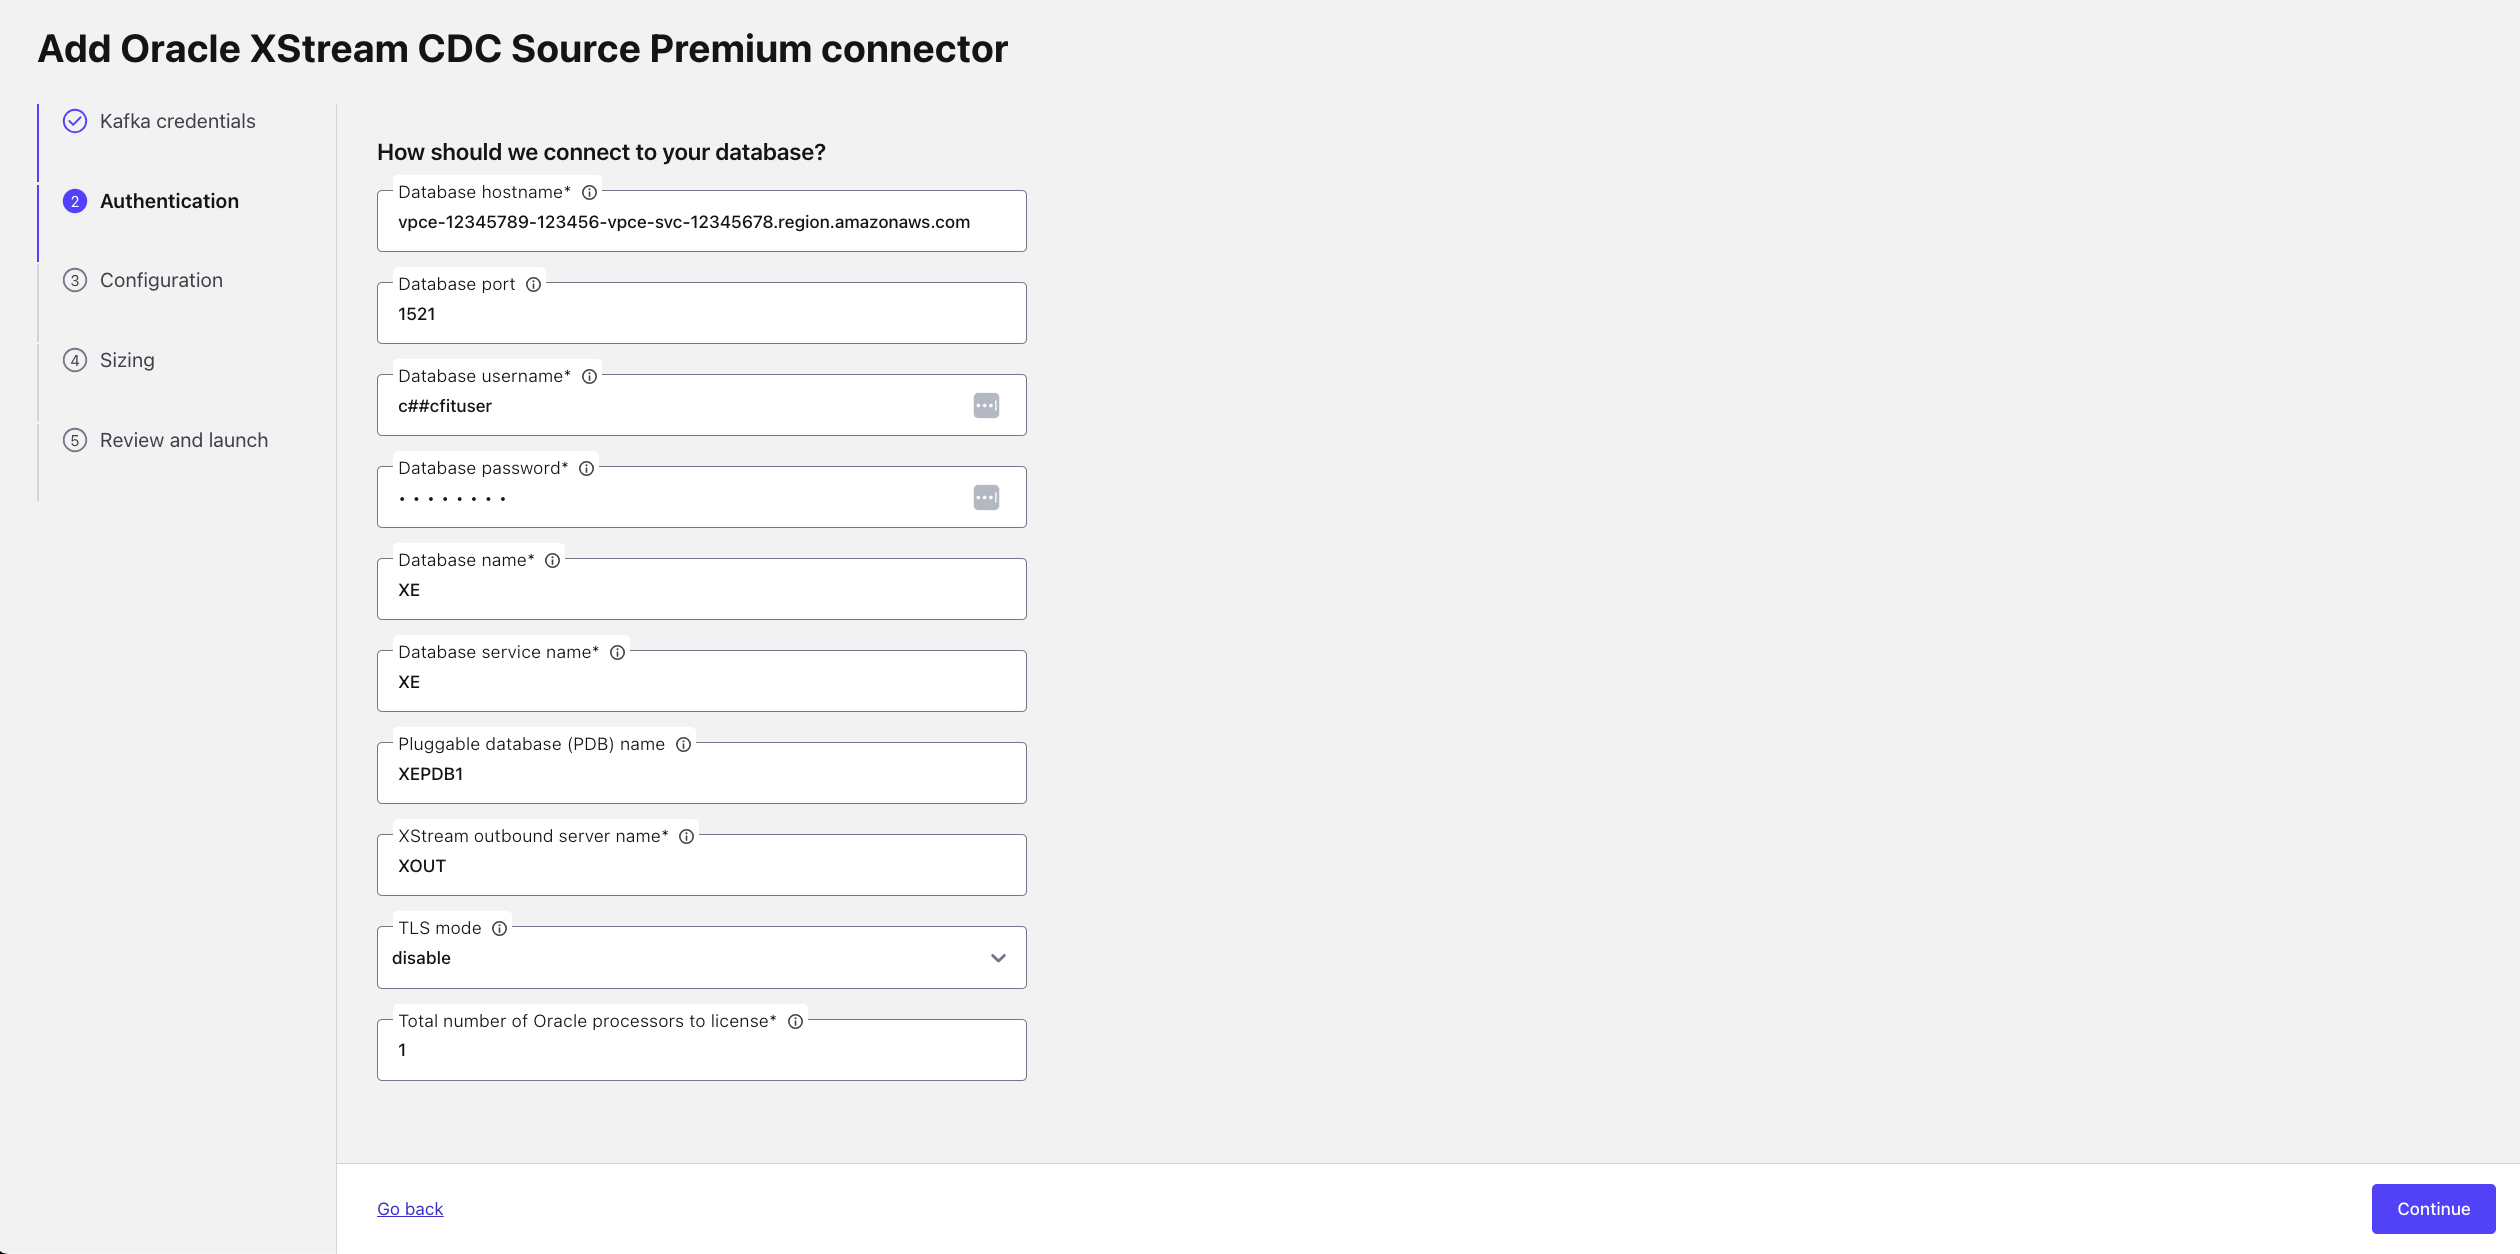 Add Oracle XStream CDC Source Premium connector
Kafka credentials
2 Authentication
3 Configuration
4 Sizing
5 Review and launch
How should we connect to your database?
Database hostname*
vpce-12345789-123456-vpce-svc-12345678.region.amazonaws.com
Database port
1521
Database username*
c##cfituser
Database password*
••••••••
Database name*
XE
Database service name*
XE
Pluggable database (PDB) name
XEPDB1
XStream outbound server name*
XOUT
TLS mode
disable
Total number of Oracle processors to license*
1
Go back
Continue